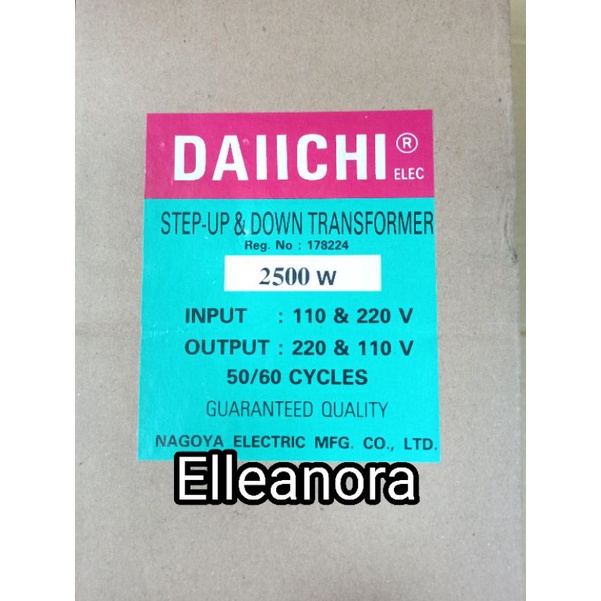 DAIICHI ®
ELEC
STEP-UP & DOWN TRANSFORMER
Reg. No : 178224
2500 W
INPUT : 110 & 220 V
OUTPUT : 220 & 110 V
50/60 CYCLES
GUARANTEED QUALITY
NAGOYA ELECTRIC MFG. CO., LTD.
Elleanora